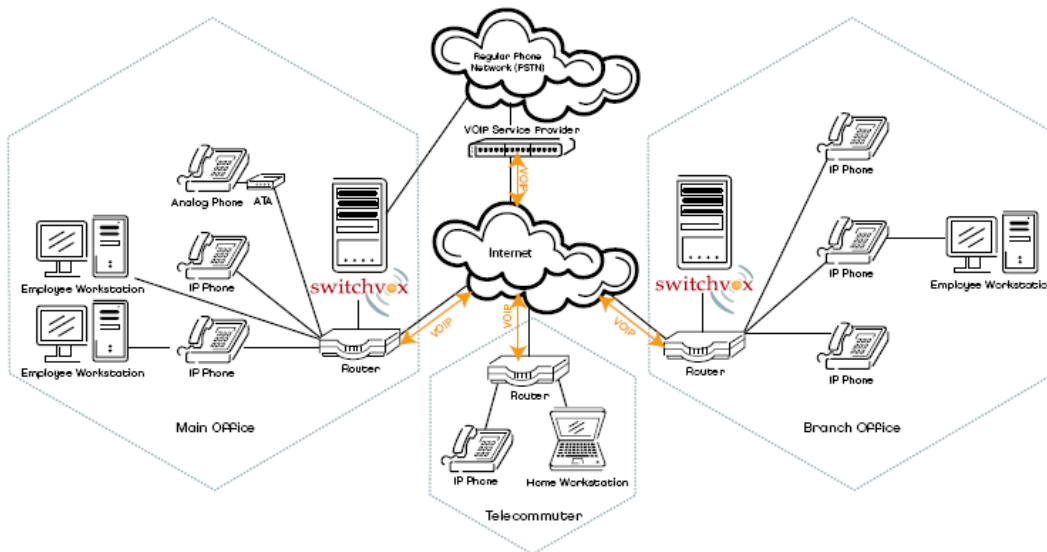 Regular Phone
Network (PSTN)
VOIP Service Provider
VOIP
Internet
Analog Phone
ATA
Employee Workstation
IP Phone
switchvox
Employee Workstation
IP Phone
Router
VOIP
Main Office
VOIP
Router
IP Phone
Home Workstation
Telecommuter
VOIP
switchvox
Router
IP Phone
IP Phone
Employee Workstation
IP Phone
Branch Office